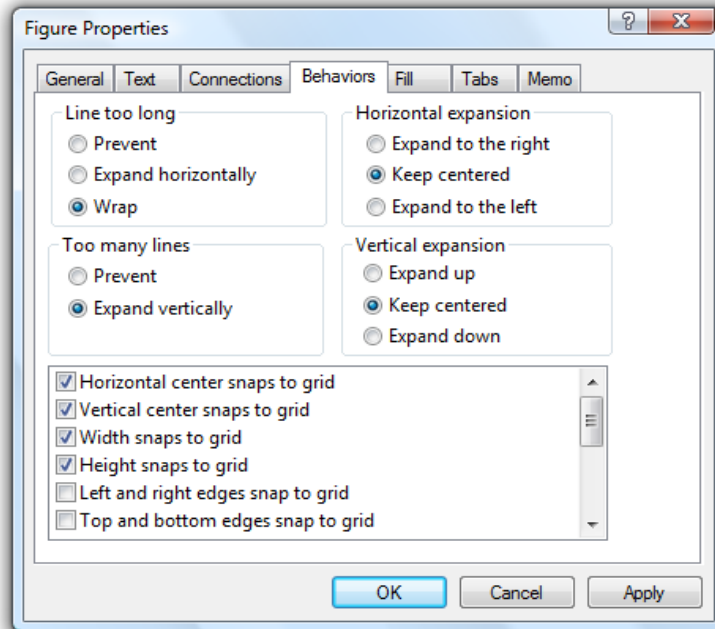 Figure Properties
?
General Text Connections Behaviors Fill Tabs Memo
Line too long
Prevent
Expand horizontally
Wrap
Horizontal expansion
Expand to the right
Keep centered
Expand to the left
Too many lines
Prevent
Expand vertically
Vertical expansion
Expand up
Keep centered
Expand down
Horizontal center snaps to grid
Vertical center snaps to grid
Width snaps to grid
Height snaps to grid
Left and right edges snap to grid
Top and bottom edges snap to grid
OK Cancel Apply